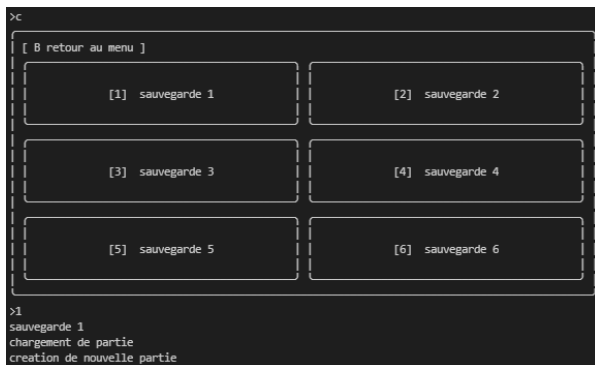 >c
[ B retour au menu ]
[1] sauvegarde 1
[2] sauvegarde 2
[3] sauvegarde 3
[4] sauvegarde 4
[5] sauvegarde 5
[6] sauvegarde 6
>1
sauvegarde 1
chargement de partie
creation de nouvelle partie